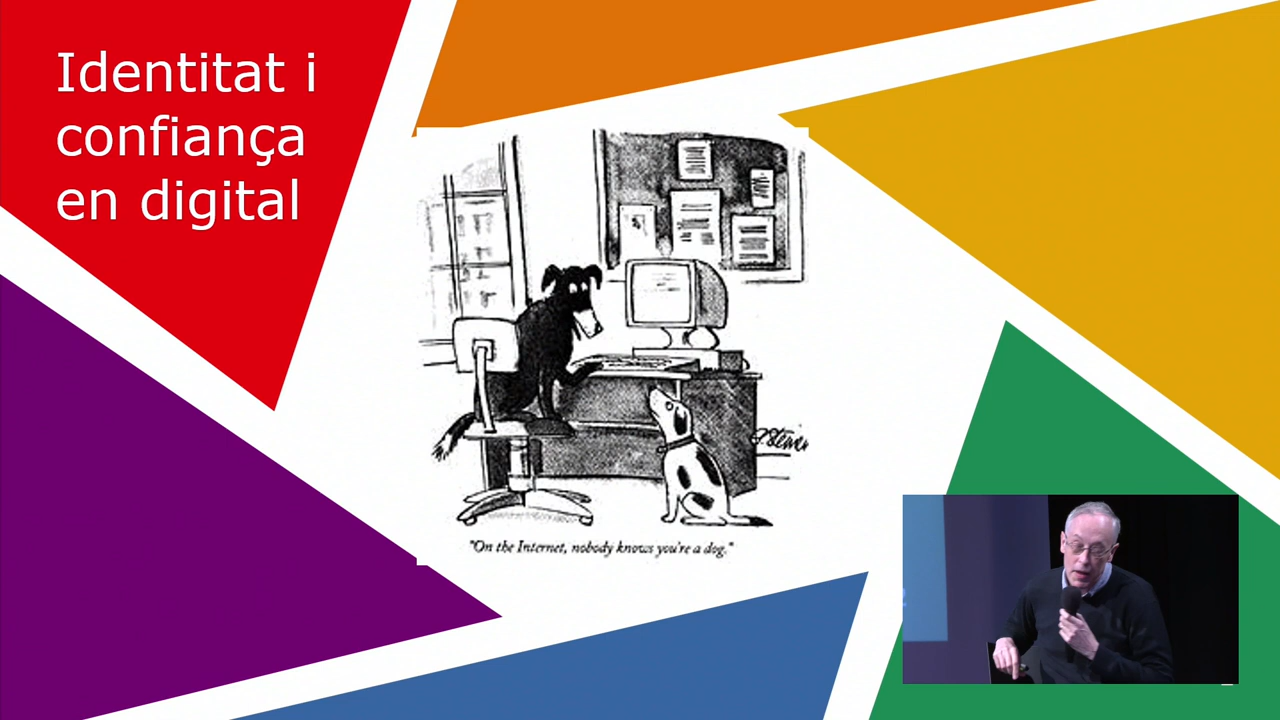 Identitat i
confiança
en digital
"On the Internet, nobody knows you're a dog."